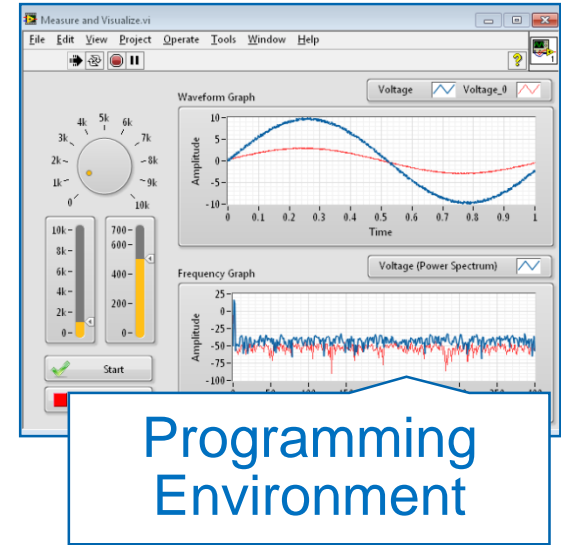 Measure and Visualize.vi
File Edit View Project Operate Tools Window Help
1
Waveform Graph
Voltage Voltage_0
10
5
0
-5
-10
Amplitude
0 0.1 0.2 0.3 0.4 0.5 0.6 0.7 0.8 0.9 1
Time
0 1k 2k 3k 4k 5k 6k 7k 8k 9k 10k
10k
8k
6k
4k
2k
0
700
600
400
200
0
Start
Frequency Graph
Voltage (Power Spectrum)
25
0
-25
-50
-75
-100
Amplitude
Programming
Environment